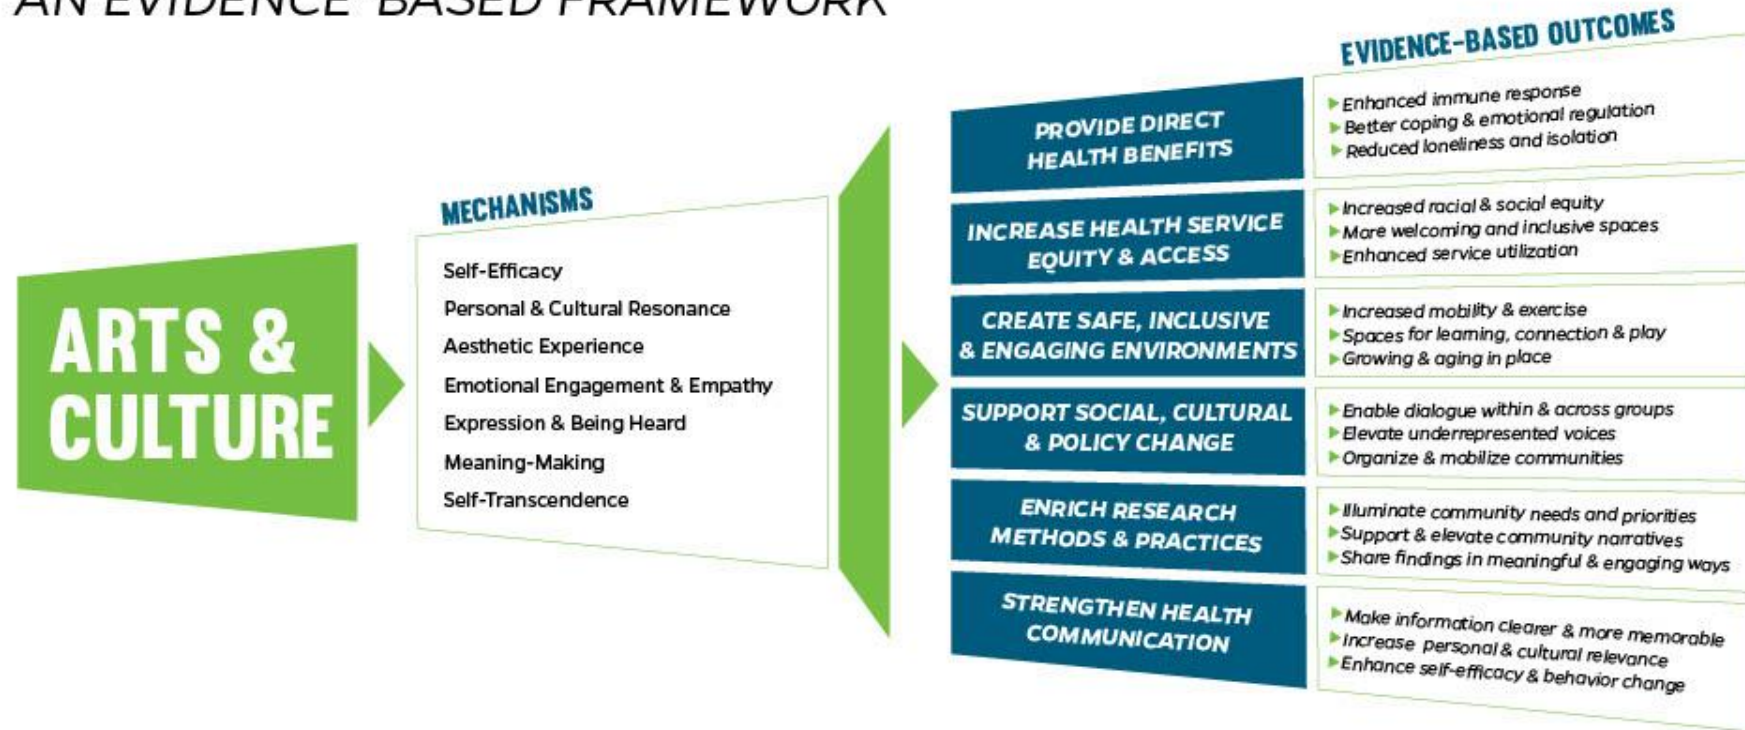 AN EVIDENCE-BASED FRAMEWORK
ARTS &
CULTURE
MECHANISMS
Self-Efficacy
Personal & Cultural Resonance
Aesthetic Experience
Emotional Engagement & Empathy
Expression & Being Heard
Meaning-Making
Self-Transcendence
EVIDENCE-BASED OUTCOMES
PROVIDE DIRECT
HEALTH BENEFITS
Enhanced immune response
Better coping & emotional regulation
Reduced loneliness and isolation
INCREASE HEALTH SERVICE
EQUITY & ACCESS
Increased racial & social equity
More welcoming and inclusive spaces
Enhanced service utilization
CREATE SAFE, INCLUSIVE
& ENGAGING ENVIRONMENTS
Increased mobility & exercise
Spaces for learning, connection & play
Growing & aging in place
SUPPORT SOCIAL, CULTURAL
& POLICY CHANGE
Enable dialogue within & across groups
Elevate underrepresented voices
Organize & mobilize communities
ENRICH RESEARCH
METHODS & PRACTICES
Illuminate community needs and priorities
Support & elevate community narratives
Share findings in meaningful & engaging ways
STRENGTHEN HEALTH
COMMUNICATION
Make information clearer & more memorable
Increase personal & cultural relevance
Enhance self-efficacy & behavior change